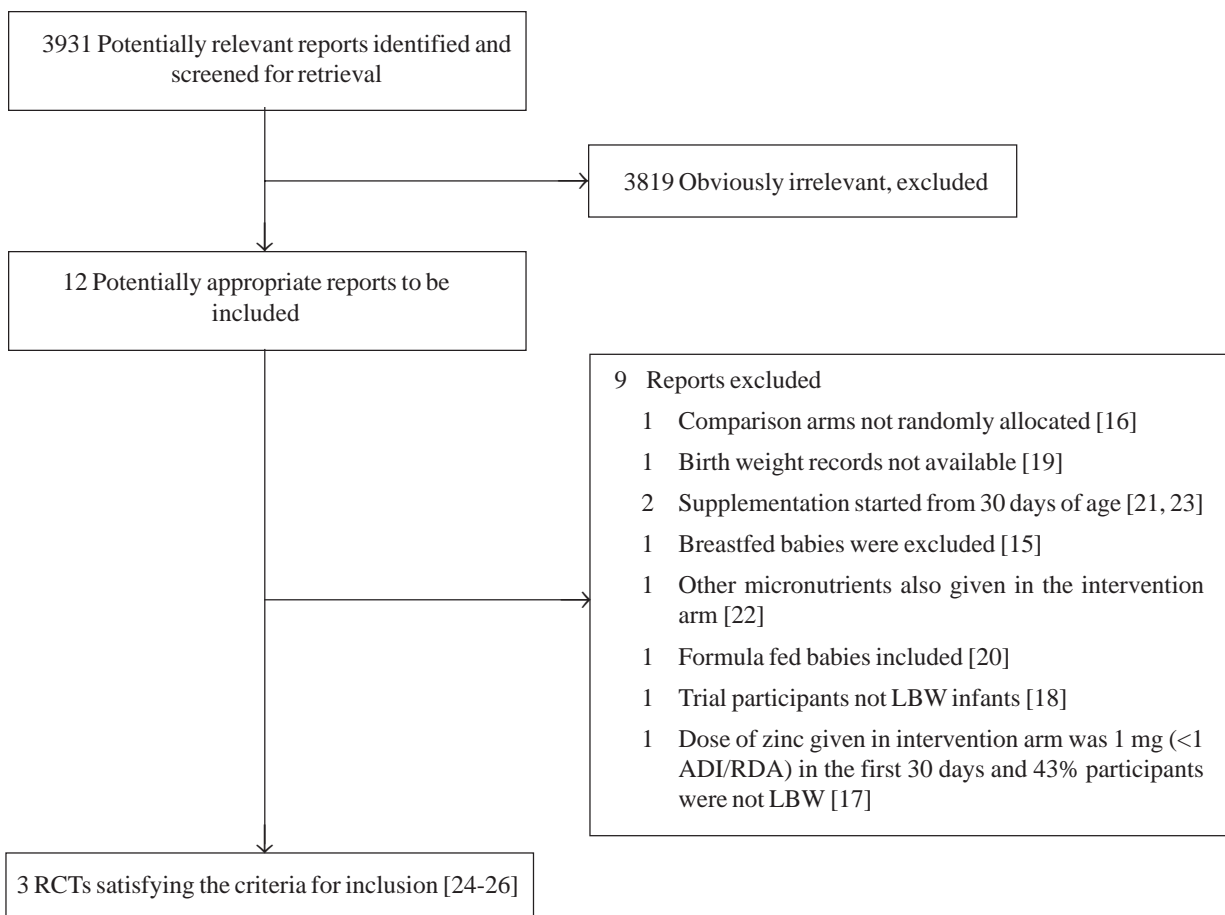 3931 Potentially relevant reports identified and
screened for retrieval
3819 Obviously irrelevant, excluded
12 Potentially appropriate reports to be
included
9 Reports excluded
1 Comparison arms not randomly allocated [16]
1 Birth weight records not available [19]
2 Supplementation started from 30 days of age [21, 23]
1 Breastfed babies were excluded [15]
1 Other micronutrients also given in the intervention
arm [22]
1 Formula fed babies included [20]
1 Trial participants not LBW infants [18]
1 Dose of zinc given in intervention arm was 1 mg (<1
ADI/RDA) in the first 30 days and 43% participants
were not LBW [17]
3 RCTs satisfying the criteria for inclusion [24-26]